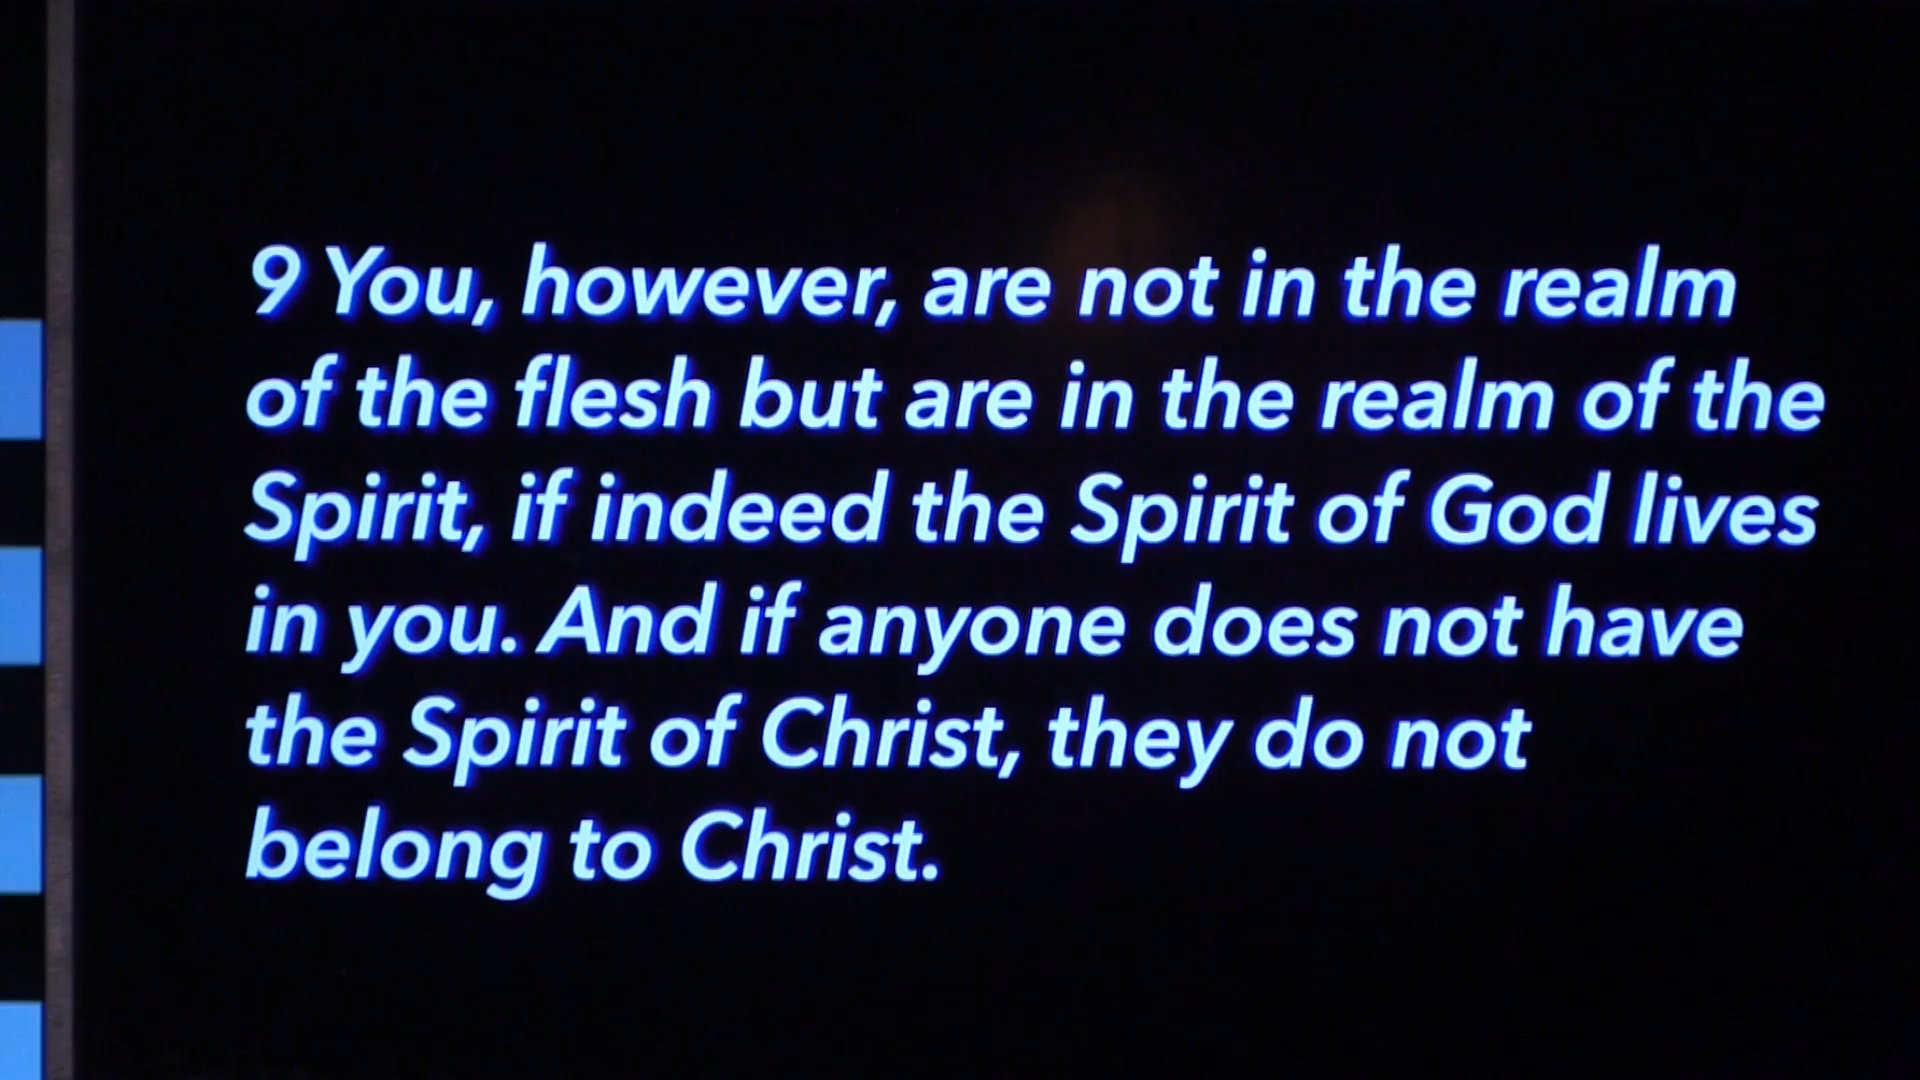 9 You, however, are not in the realm
of the flesh but are in the realm of the
Spirit, if indeed the Spirit of God lives
in you. And if anyone does not have
the Spirit of Christ, they do not
belong to Christ.